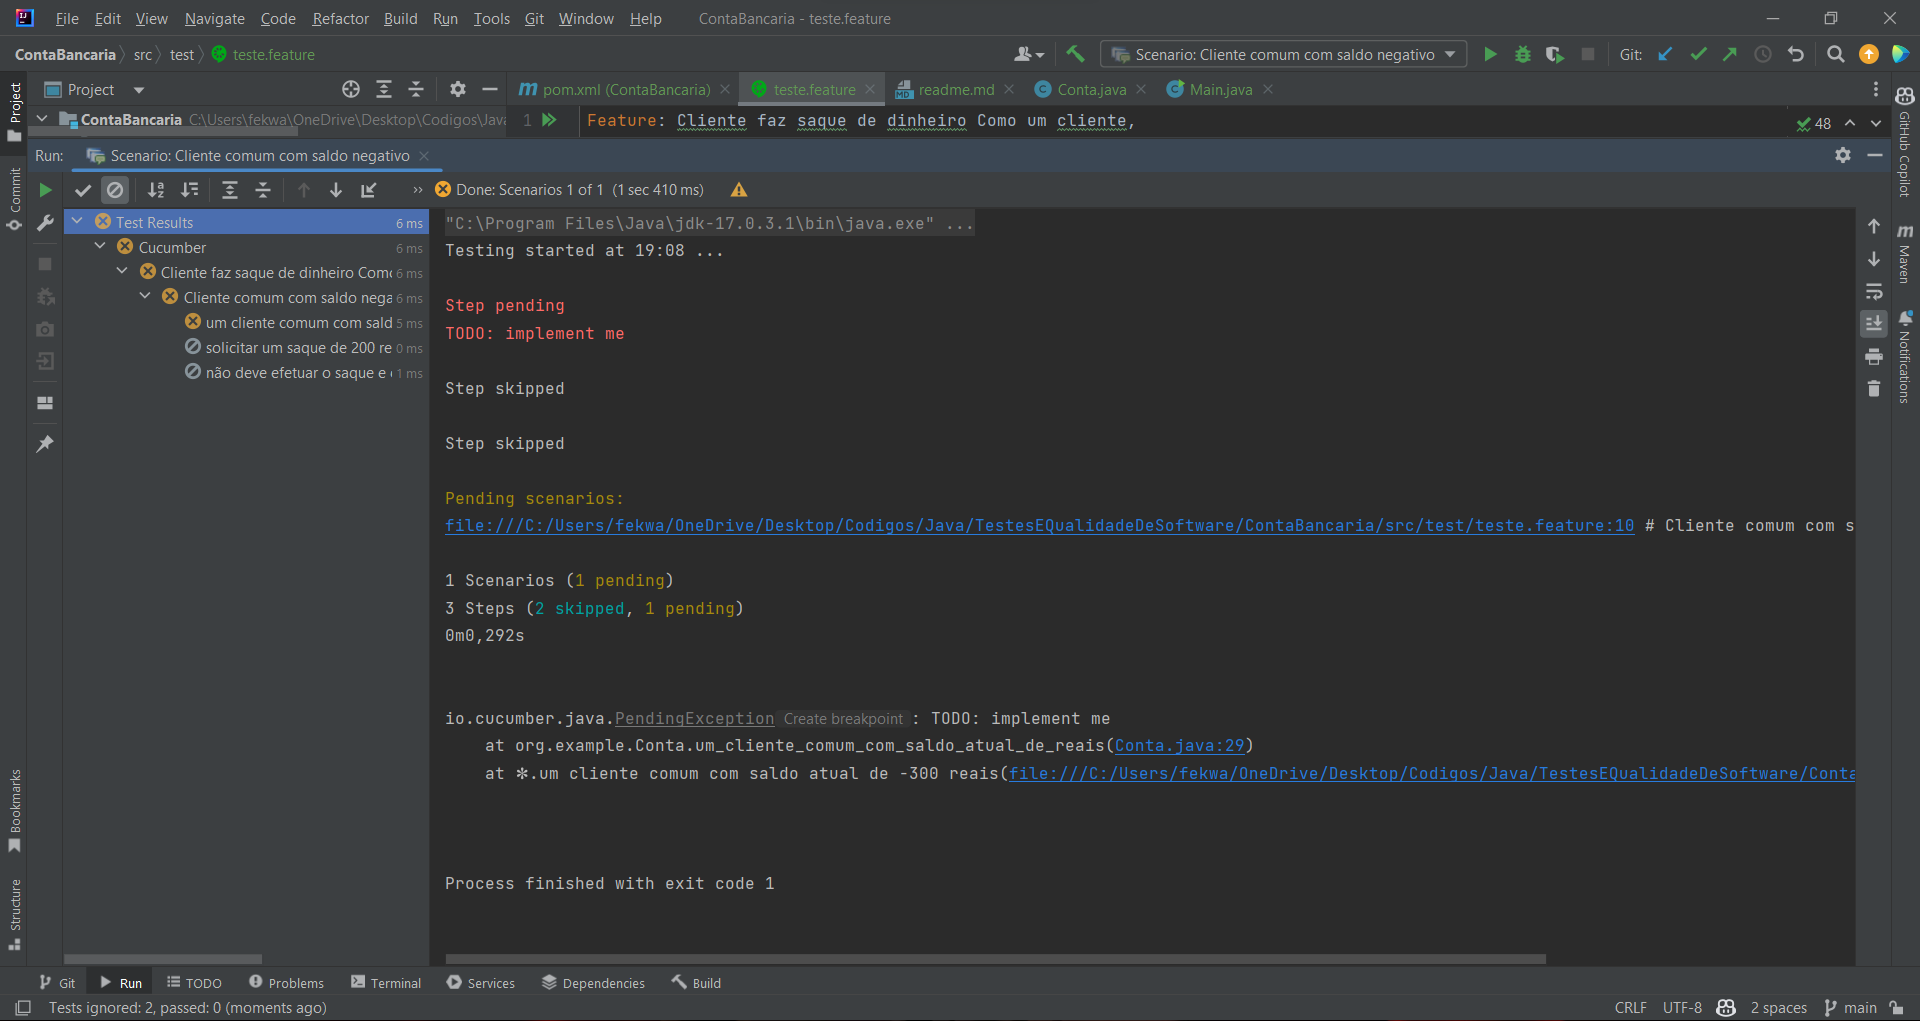 File Edit View Navigate Code Refactor Build Run Tools Git Window Help ContaBancaria - teste.feature
ContaBancaria src test teste.feature Scenario: Cliente comum com saldo negativo Git:
Project pom.xml (ContaBancaria) teste.feature readme.md Conta.java Main.java
ContaBancaria C:\Users\fekwa\OneDrive\Desktop\Codigos\Java 1 Feature: Cliente faz saque de dinheiro Como um cliente, 48
Run: Scenario: Cliente comum com saldo negativo
Done: Scenarios 1 of 1 (1 sec 410 ms)
Test Results 6 ms
Cucumber 6 ms
Cliente faz saque de dinheiro Com 6 ms
Cliente comum com saldo nega 6 ms
um cliente comum com sald 5 ms
solicitar um saque de 200 re 0 ms
não deve efetuar o saque e 1 ms
"C:\Program Files\Java\jdk-17.0.3.1\bin\java.exe" ...
Testing started at 19:08 ...
Step pending
TODO: implement me
Step skipped
Step skipped
Pending scenarios:
file:///C:/Users/fekwa/OneDrive/Desktop/Codigos/Java/TestesEQualidadeDeSoftware/ContaBancaria/src/test/teste.feature:10 # Cliente comum com s
1 Scenarios (1 pending)
3 Steps (2 skipped, 1 pending)
0m0,292s
io.cucumber.java.PendingException Create breakpoint : TODO: implement me
at org.example.Conta.um_cliente_comum_com_saldo_atual_de_reais(Conta.java:29)
at ✽.um cliente comum com saldo atual de -300 reais(file:///C:/Users/fekwa/OneDrive/Desktop/Codigos/Java/TestesEQualidadeDeSoftware/Conta
Process finished with exit code 1
Project
Commit
Bookmarks
Structure
GitHub Copilot
Maven
Notifications
Git Run TODO Problems Terminal Services Dependencies Build
Tests ignored: 2, passed: 0 (moments ago) CRLF UTF-8 2 spaces main